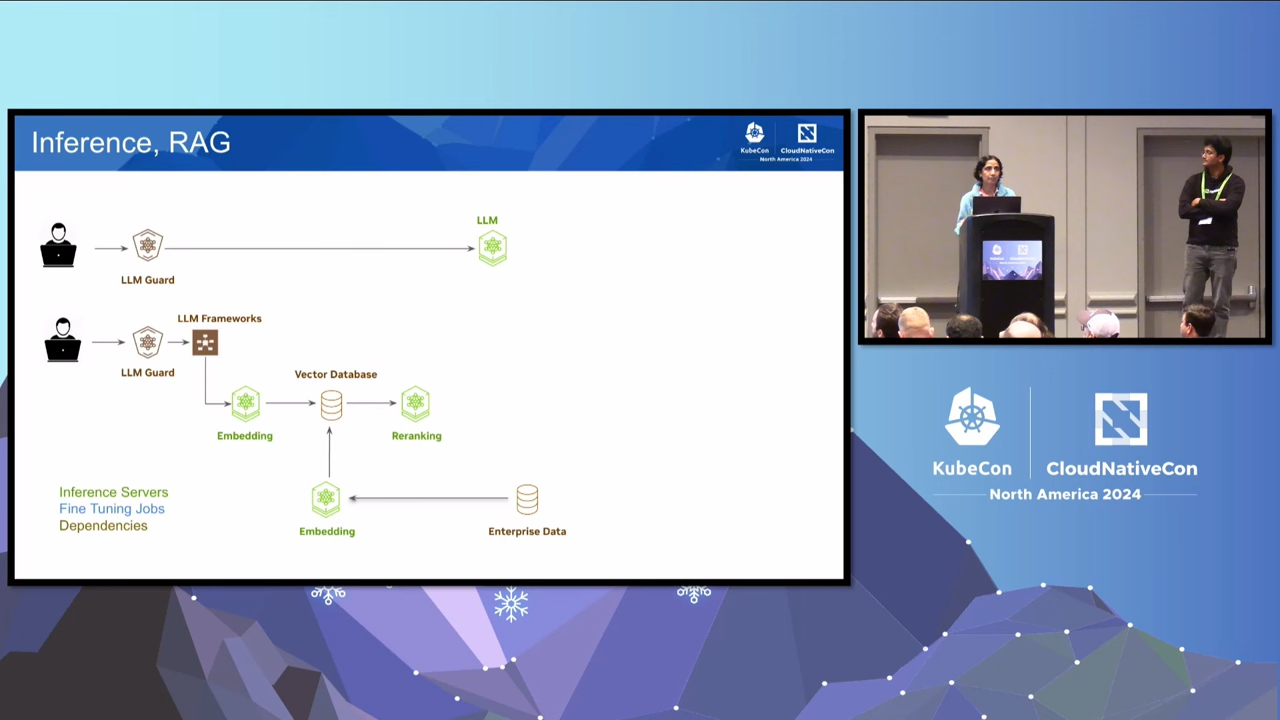 Inference, RAG
KubeCon
CloudNativeCon
North America 2024
LLM
LLM Guard
LLM Frameworks
LLM Guard
Vector Database
Embedding
Reranking
Inference Servers
Fine Tuning Jobs
Dependencies
Embedding
Enterprise Data
KubeCon
CloudNativeCon
North America 2024